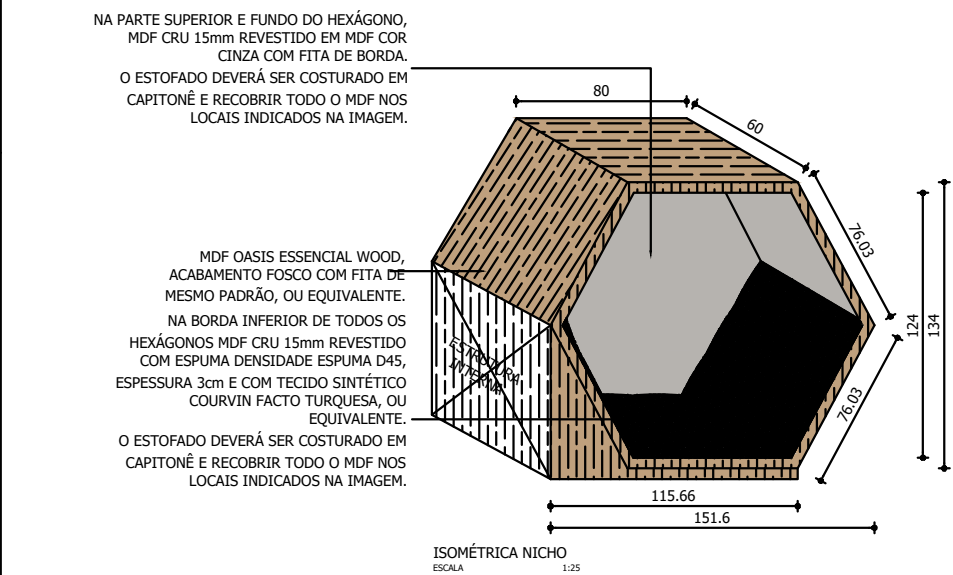 NA PARTE SUPERIOR E FUNDO DO HEXÁGONO,
MDF CRU 15mm REVESTIDO EM MDF COR
CINZA COM FITA DE BORDA.
O ESTOFADO DEVERÁ SER COSTURADO EM
CAPITONÊ E RECOBRIR TODO O MDF NOS
LOCAIS INDICADOS NA IMAGEM.
80
60
76.03
124
134
MDF OASIS ESSENCIAL WOOD,
ACABAMENTO FOSCO COM FITA DE
MESMO PADRÃO, OU EQUIVALENTE.
NA BORDA INFERIOR DE TODOS OS
HEXÁGONOS MDF CRU 15mm REVESTIDO
COM ESPUMA DENSIDADE ESPUMA D45,
ESPESSURA 3cm E COM TECIDO SINTÉTICO
COURVIN FACTO TURQUESA, OU
EQUIVALENTE.
O ESTOFADO DEVERÁ SER COSTURADO EM
CAPITONÊ E RECOBRIR TODO O MDF NOS
LOCAIS INDICADOS NA IMAGEM.
ESTRUTURA
INTERNA
76.03
115.66
151.6
ISOMÉTRICA NICHO
ESCALA 1:25